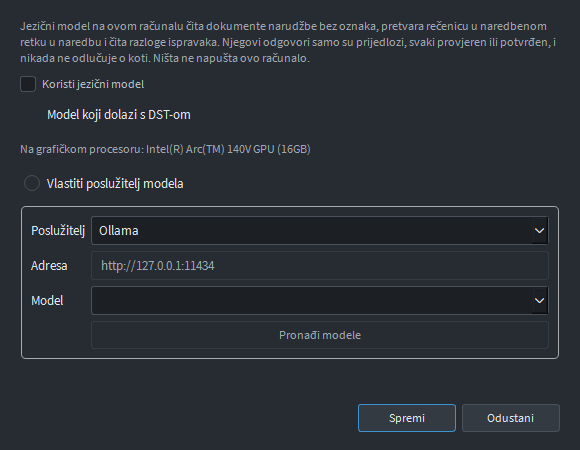 Jezični model na ovom računalu čita dokumente narudžbe bez oznaka, pretvara rečenicu u naredbenom
retku u naredbu i čita razloge ispravaka. Njegovi odgovori samo su prijedlozi, svaki provjeren ili potvrđen, i
nikada ne odlučuje o koti. Ništa ne napušta ovo računalo.
Koristi jezični model
Model koji dolazi s DST-om
Na grafičkom procesoru: Intel(R) Arc(TM) 140V GPU (16GB)
Vlastiti poslužitelj modela
Poslužitelj Ollama
Adresa http://127.0.0.1:11434
Model
Pronađi modele
Spremi Odustani